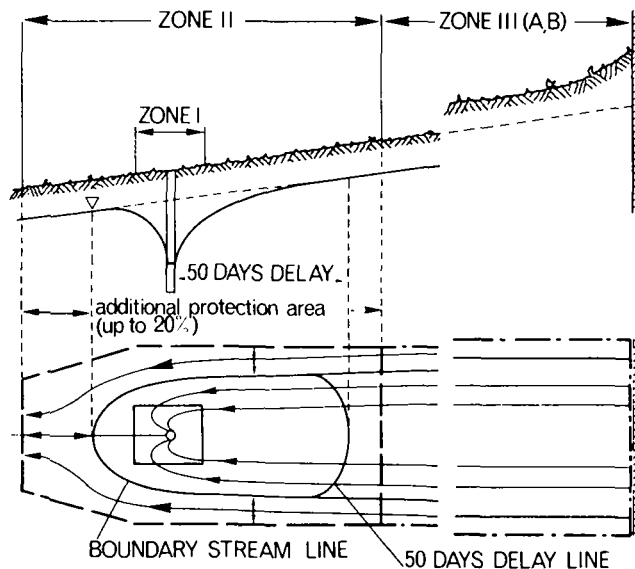 ZONE II
ZONE III (A,B)
ZONE I
50 DAYS DELAY
additional protection area
(up to 20%)
BOUNDARY STREAM LINE
50 DAYS DELAY LINE